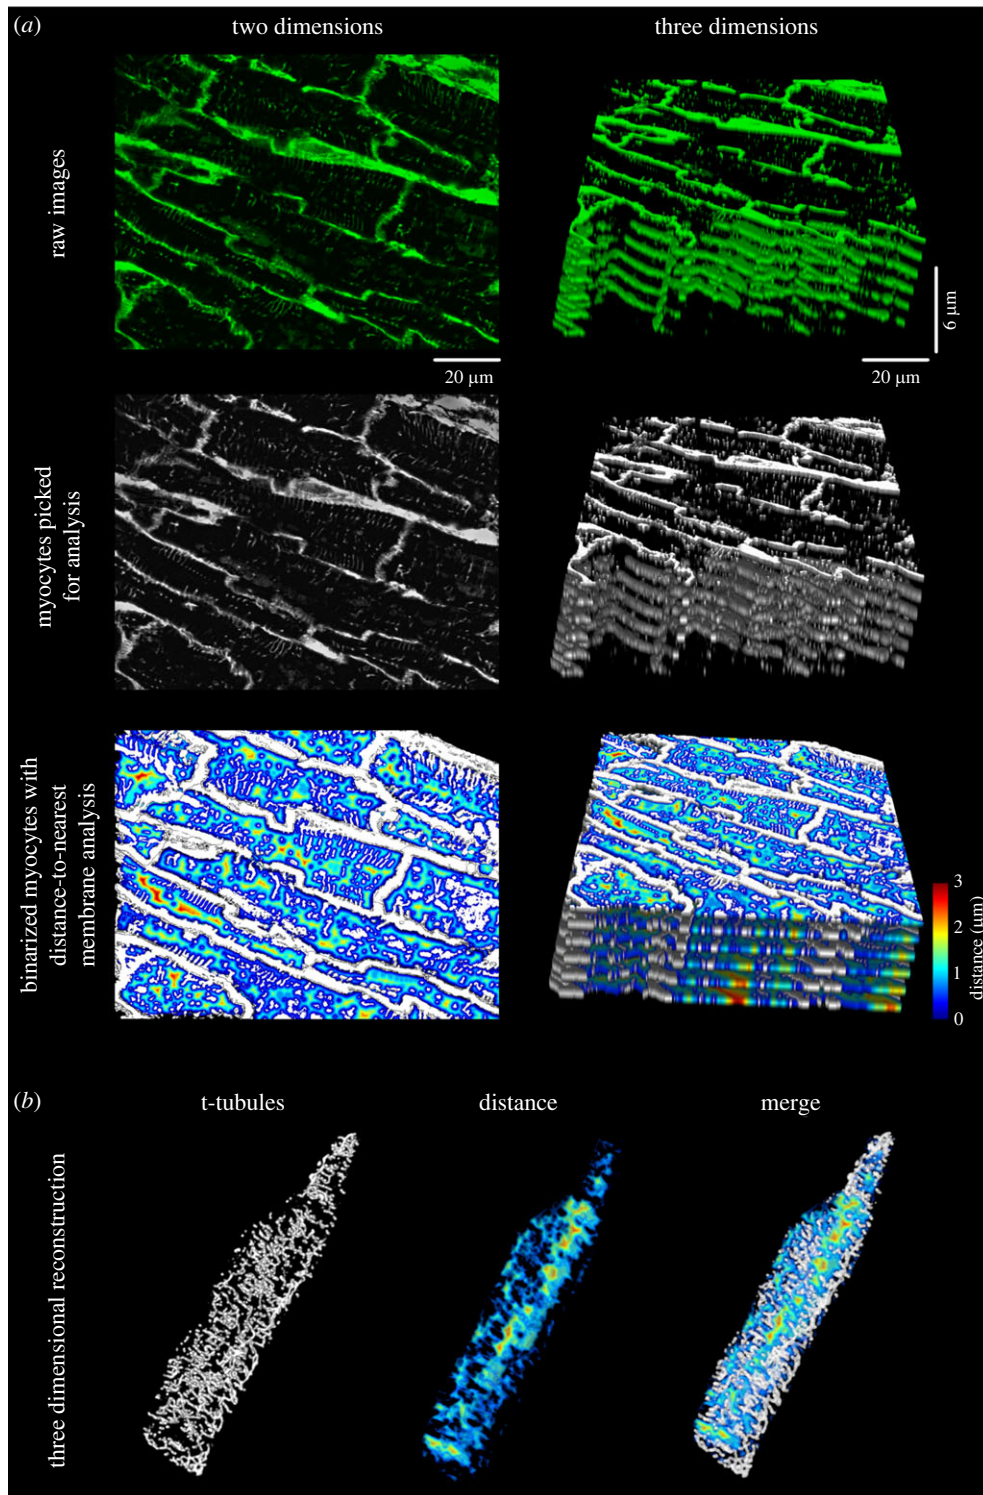 (a)
two dimensions
three dimensions
raw images
6 µm
20 µm
20 µm
myocytes picked
for analysis
binarized myocytes with
distance-to-nearest
membrane analysis
3
2
1
0
distance (µm)
(b)
t-tubules
distance
merge
three dimensional reconstruction